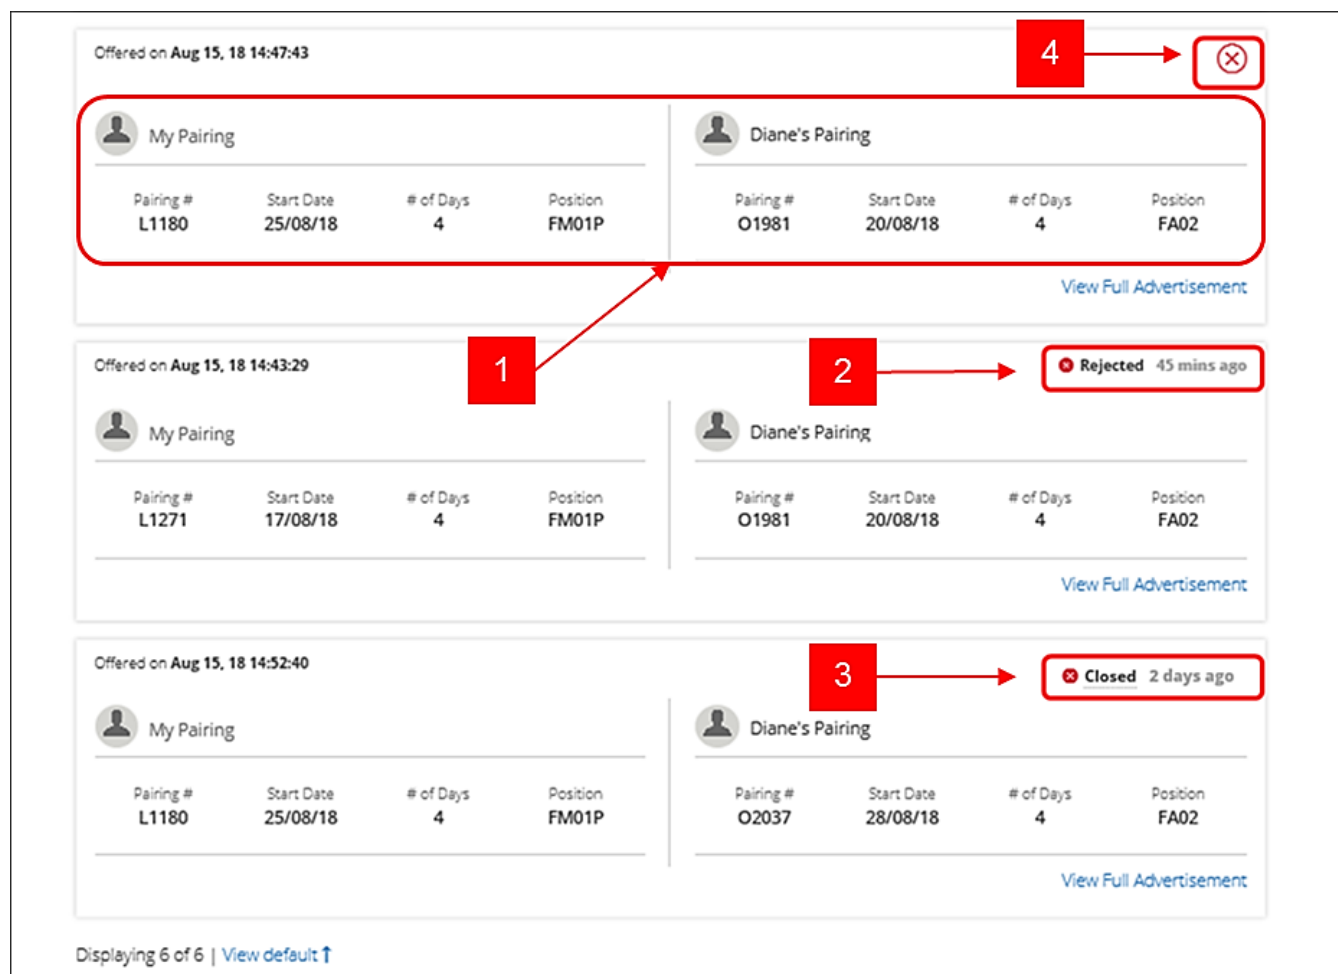 Offered on Aug 15, 18 14:47:43
4
My Pairing
Diane's Pairing
Pairing # Start Date # of Days Position
L1180 25/08/18 4 FM01P
Pairing # Start Date # of Days Position
O1981 20/08/18 4 FA02
View Full Advertisement
1
Offered on Aug 15, 18 14:43:29
2
Rejected 45 mins ago
My Pairing
Diane's Pairing
Pairing # Start Date # of Days Position
L1271 17/08/18 4 FM01P
Pairing # Start Date # of Days Position
O1981 20/08/18 4 FA02
View Full Advertisement
Offered on Aug 15, 18 14:52:40
3
Closed 2 days ago
My Pairing
Diane's Pairing
Pairing # Start Date # of Days Position
L1180 25/08/18 4 FM01P
Pairing # Start Date # of Days Position
O2037 28/08/18 4 FA02
View Full Advertisement
Displaying 6 of 6 | View default ↑